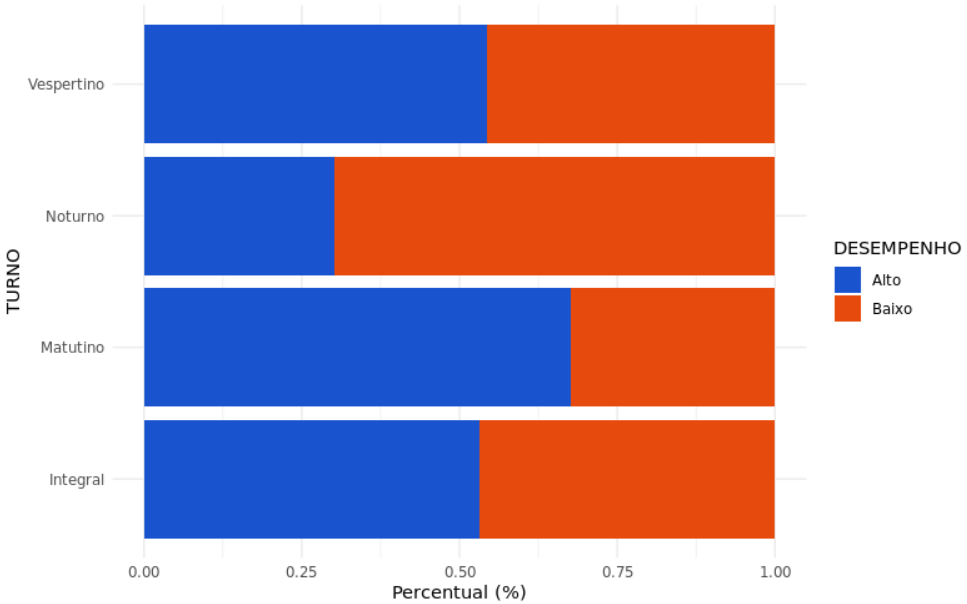 TURNO
Vespertino
Noturno
Matutino
Integral
0.00 0.25 0.50 0.75 1.00
Percentual (%)
DESEMPENHO
Alto
Baixo